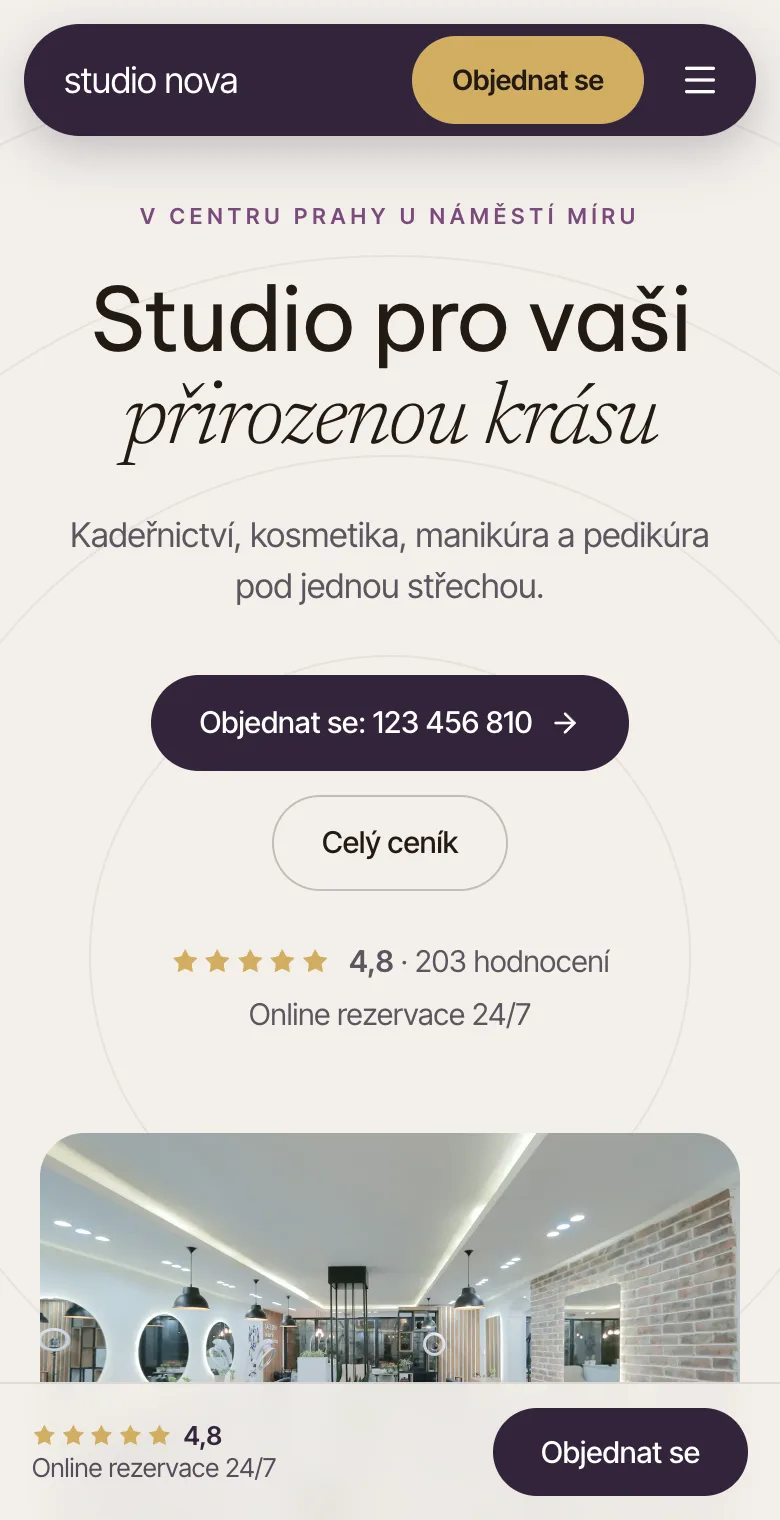 studio nova
Objednat se
V CENTRU PRAHY U NÁMĚSTÍ MÍRU
Studio pro vaši
přirozenou krásu
Kadeřnictví, kosmetika, manikúra a pedikúra
pod jednou střechou.
Objednat se: 123 456 810 →
Celý ceník
★★★★★ 4,8 · 203 hodnocení
Online rezervace 24/7
★★★★★ 4,8
Online rezervace 24/7
Objednat se